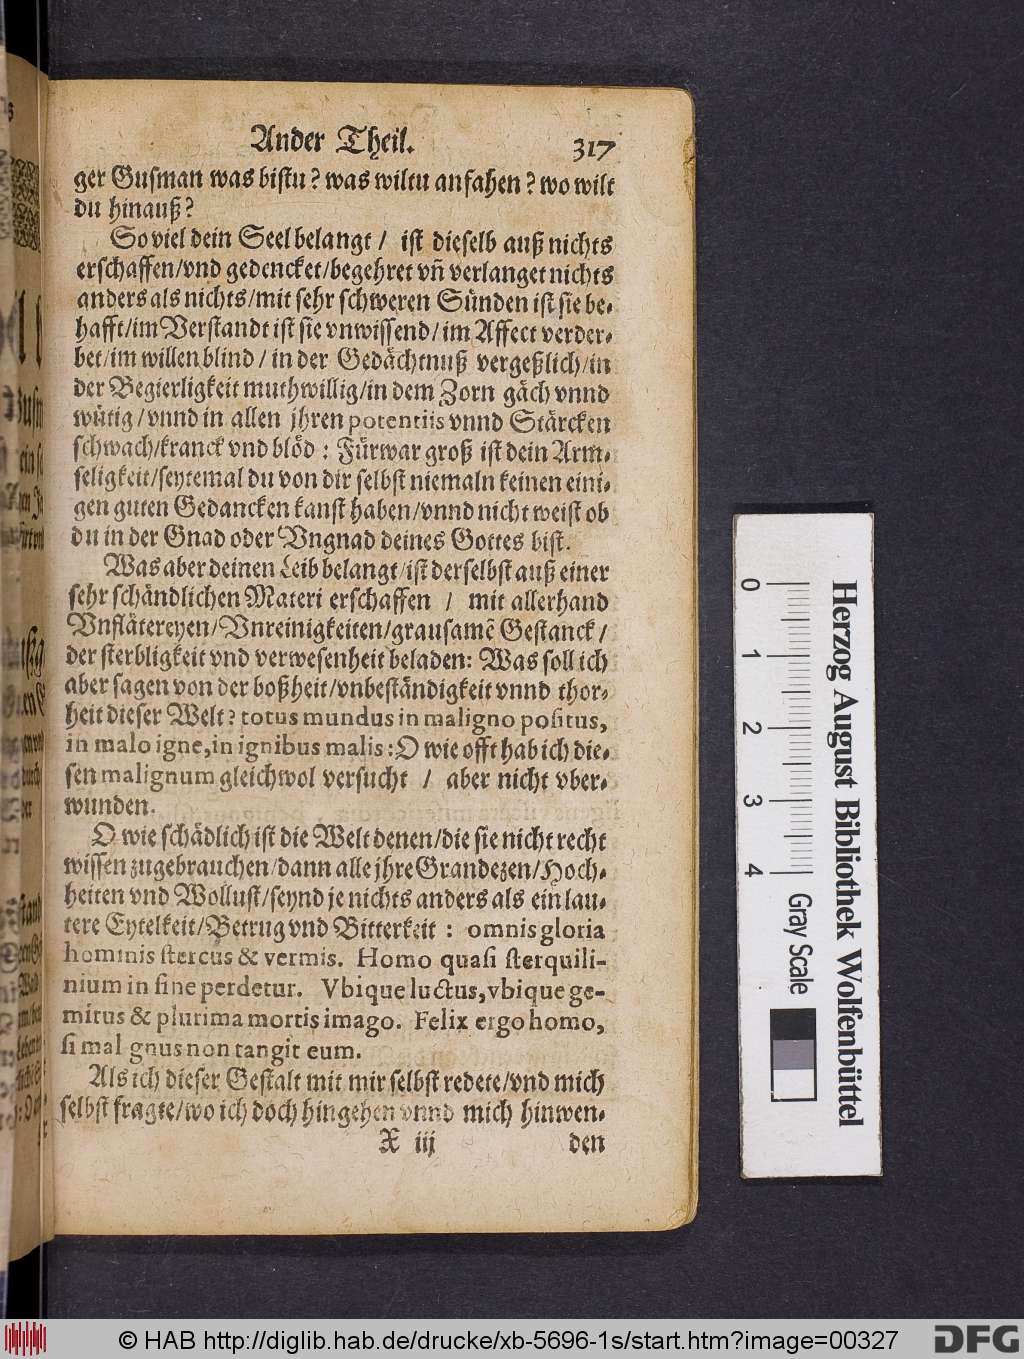 Ander Theil. 317
ger Gusman was bistu? was wiltu anfahen? wo wilt
du hinauß?
So viel dein Seel belangt / ist dieselb auß nichts
erschaffen/vnd gedencket/begehret vñ verlanget nichts
anders als nichts/mit sehr schweren Sünden ist sie be-
hafft/im Verstandt ist sie vnwissend/im Affect verder-
bet/im willen blind / in der Gedächtnuß vergeßlich/in
der Begierligkeit muthwillig/in dem Zorn gäch vnnd
wütig/vnnd in allen jhren potentiis vnnd Stärcken
schwach/kranck vnd blöd: Fürwar groß ist dein Arm-
seligkeit/seytemal du von dir selbst niemaln keinen eini-
gen guten Gedancken kanst haben/vnnd nicht weist ob
du in der Gnad oder Vngnad deines Gottes bist.
Was aber deinen Leib belangt/ist derselbst auß einer
sehr schändlichen Materi erschaffen / mit allerhand
Vnflätereyen/Vnreinigkeiten/grausamē Gestanck/
der sterbligkeit vnd verwesenheit beladen: Was soll ich
aber sagen von der boßheit/vnbeständigkeit vnnd thor-
heit dieser Welt? totus mundus in maligno positus,
in malo igne, in ignibus malis: O wie offt hab ich die-
sen malignum gleichwol versucht / aber nicht vber-
wunden.
O wie schädlich ist die Welt denen/die sie nicht recht
wissen zugebrauchen/dann alle jhre Grandezen/Hoch-
heiten vnd Wollust/seynd je nichts anders als ein lau-
tere Eytelkeit/Betrug vnd Bitterkeit: omnis gloria
hominis stercus & vermis. Homo quasi sterquili-
nium in fine perdetur. Vbique luctus, vbique ge-
mitus & plurima mortis imago. Felix ergo homo,
si mal gnus non tangit eum.
Als ich dieser Gestalt mit mir selbst redete/vnd mich
selbst fragte/wo ich doch hingehen vnnd mich hinwen-
X iij den
0 1 2 3 4
Gray Scale
Herzog August Bibliothek Wolfenbüttel
© HAB http://diglib.hab.de/drucke/xb-5696-1s/start.htm?image=00327
DFG